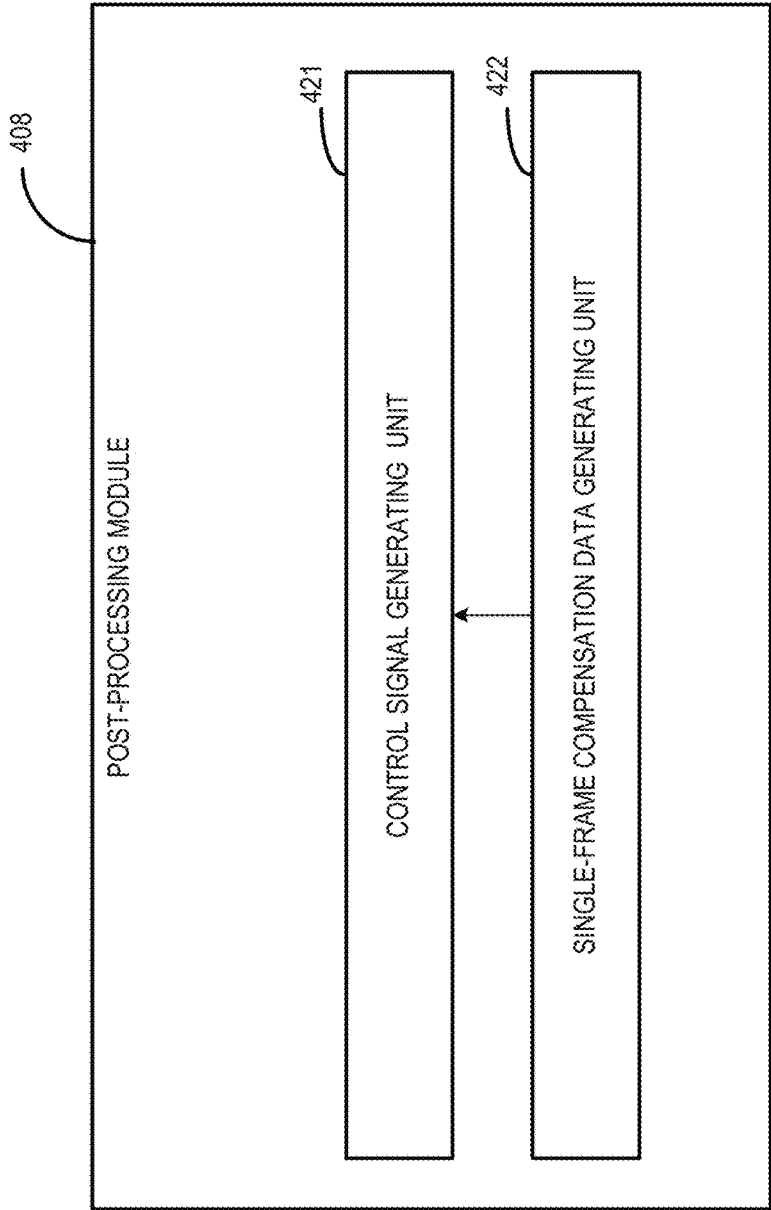 408
POST-PROCESSING MODULE
421
CONTROL SIGNAL GENERATING UNIT
422
SINGLE-FRAME COMPENSATION DATA GENERATING UNIT